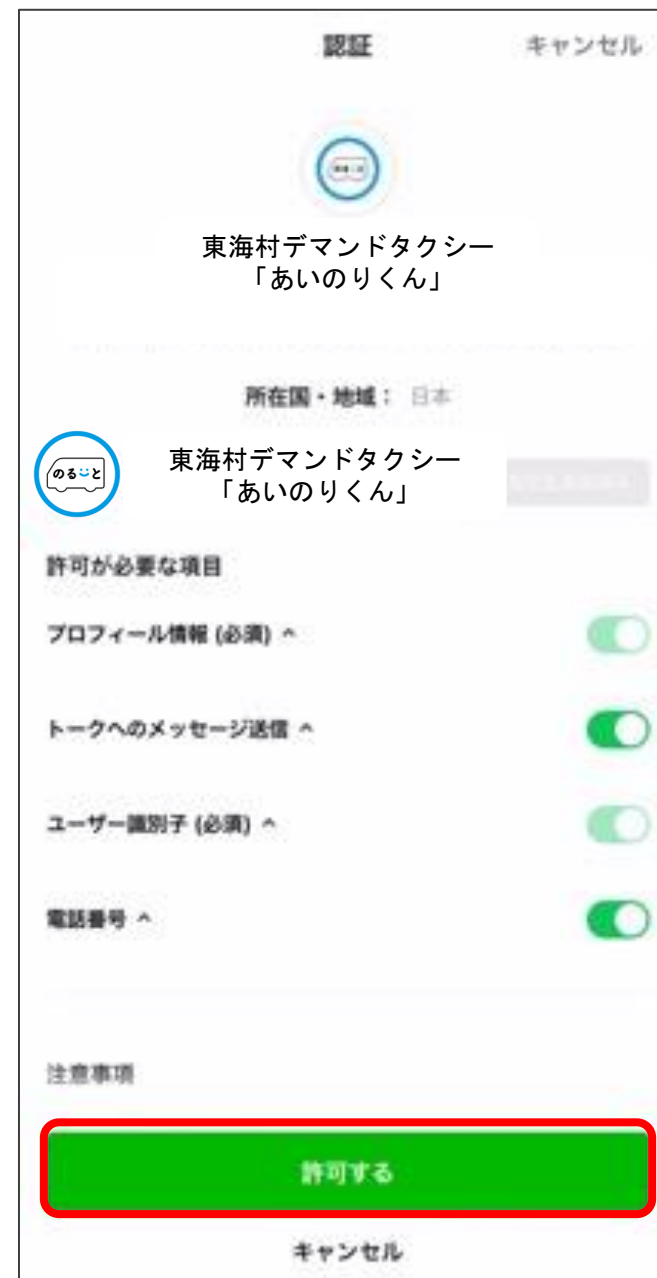 認証
キャンセル
東海村デマンドタクシー
「あいのりくん」
所在国・地域： 日本
のるーと
東海村デマンドタクシー
「あいのりくん」
許可が必要な項目
プロフィール情報 (必須) ^
トークへのメッセージ送信 ^
ユーザー識別子 (必須) ^
電話番号 ^
注意事項
許可する
キャンセル